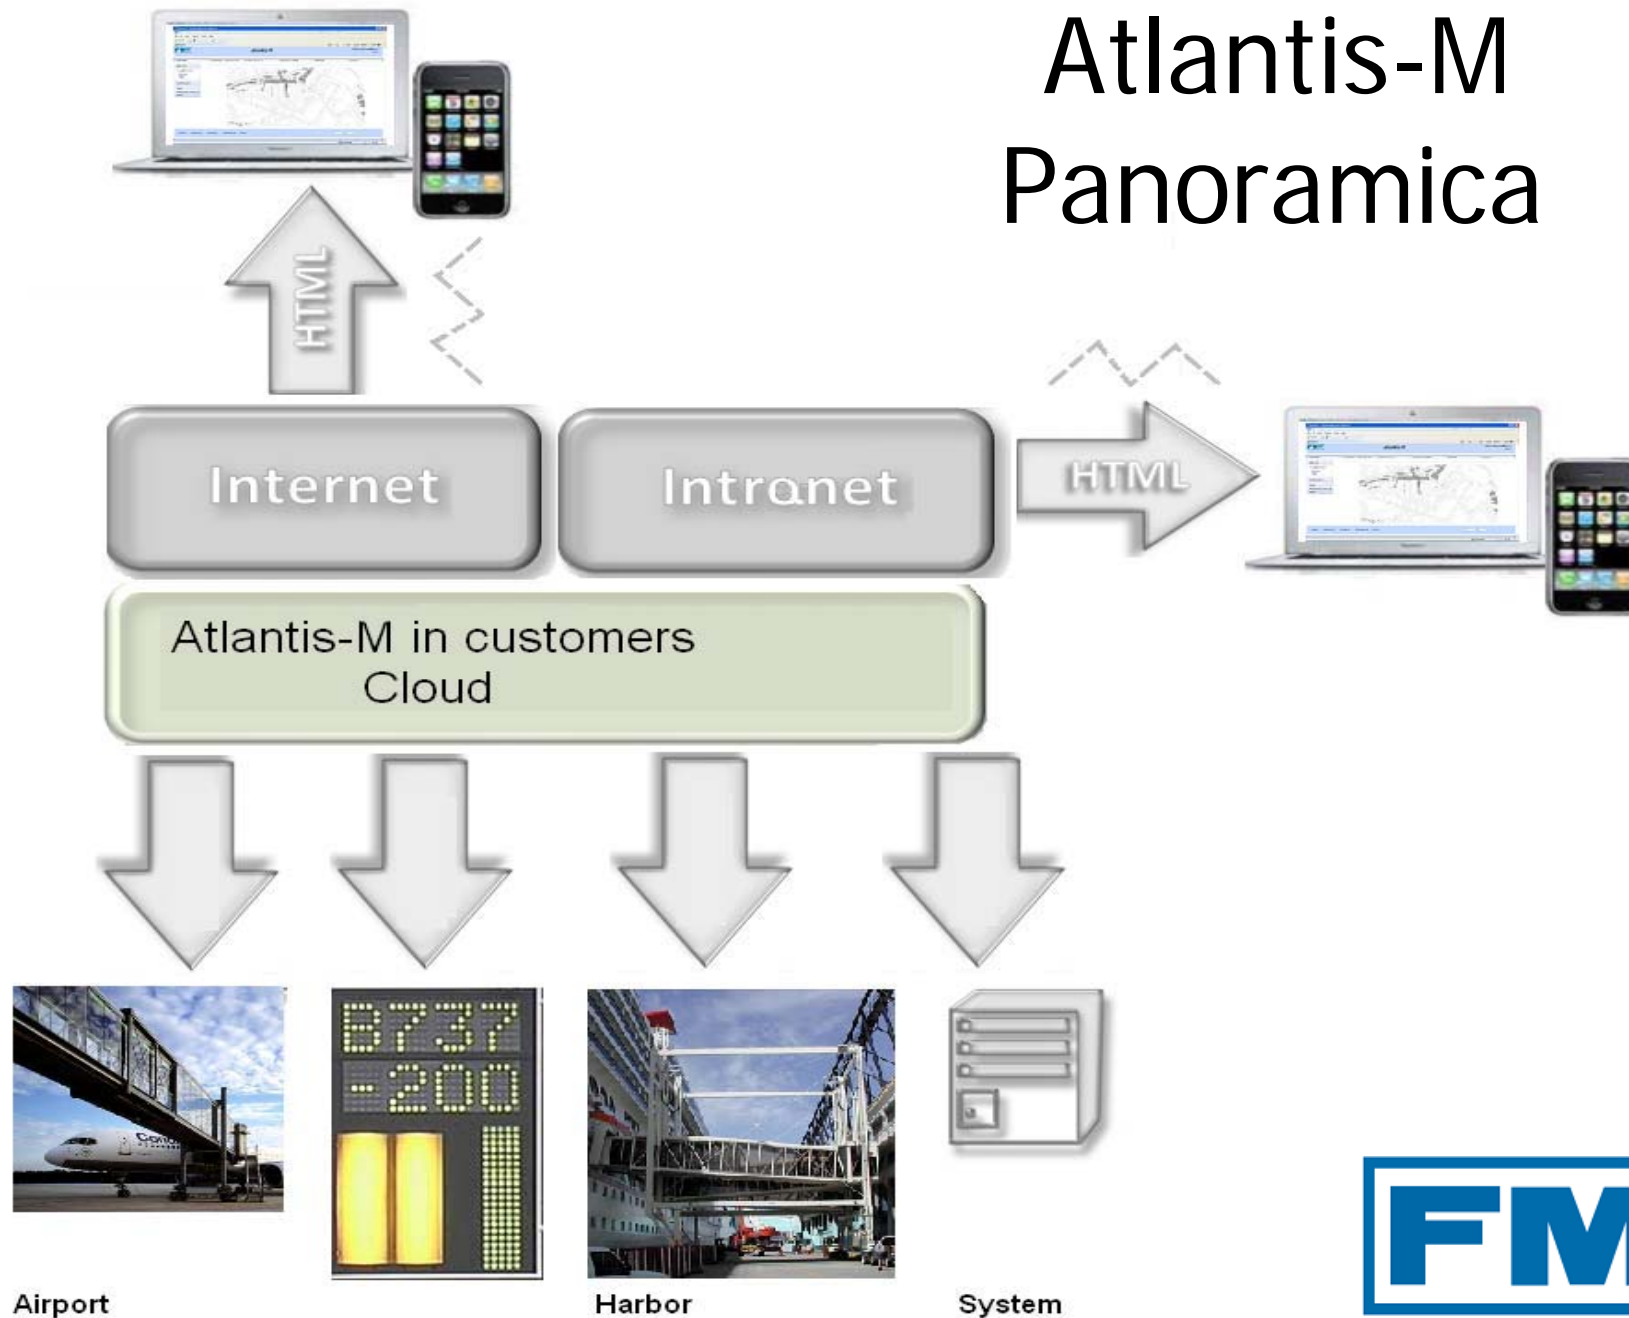 Atlantis-M
Panoramica
HTML
Internet
Intranet
HTML
Atlantis-M in customers
Cloud
B737
-200
Airport
Harbor
System
FM